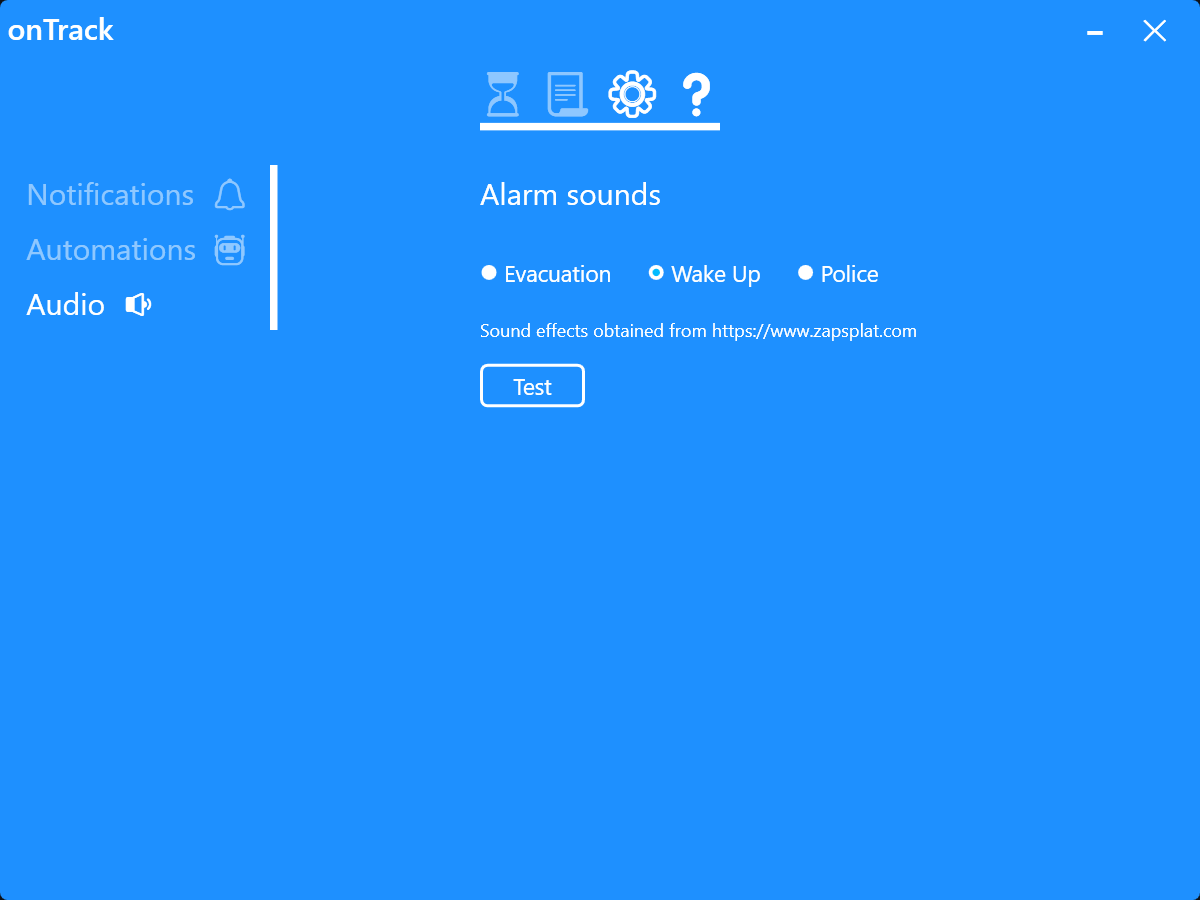 onTrack
Notifications
Automations
Audio
Alarm sounds
Evacuation Wake Up Police
Sound effects obtained from https://www.zapsplat.com
Test